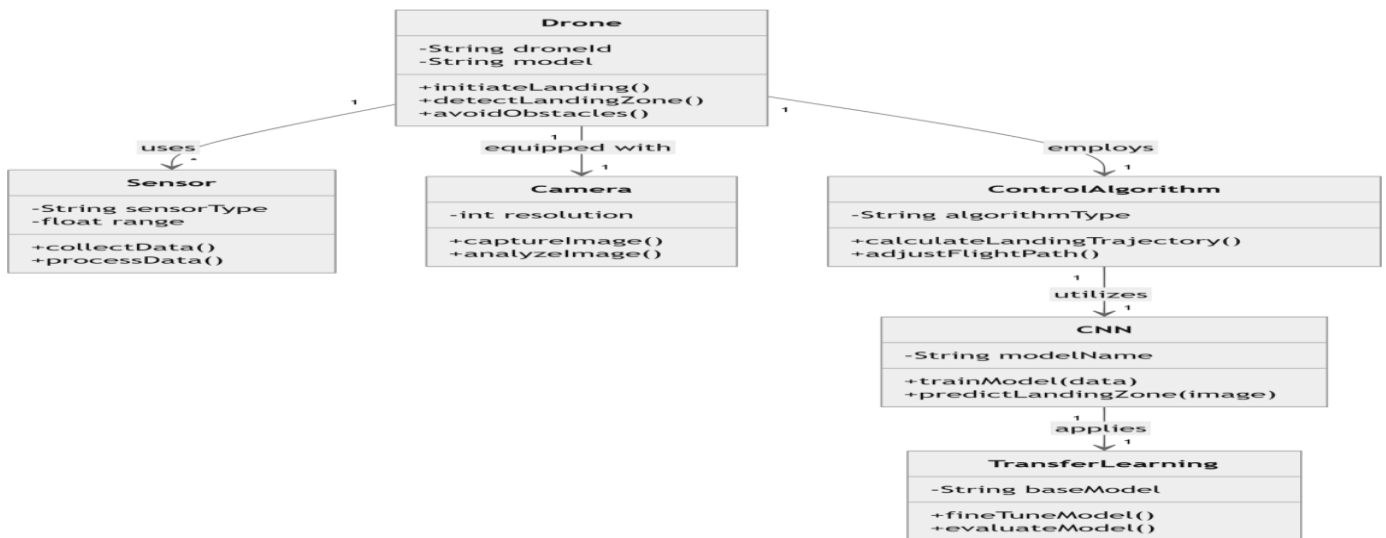 Drone
-String droneId
-String model
+initiateLanding()
+detectLandingZone()
+avoidObstacles()
1
1
1
uses
equipped with
employs
*
1
1
Sensor
-String sensorType
-float range
+collectData()
+processData()
Camera
-int resolution
+captureImage()
+analyzeImage()
ControlAlgorithm
-String algorithmType
+calculateLandingTrajectory()
+adjustFlightPath()
1
utilizes
1
CNN
-String modelName
+trainModel(data)
+predictLandingZone(image)
1
applies
1
TransferLearning
-String baseModel
+fineTuneModel()
+evaluateModel()